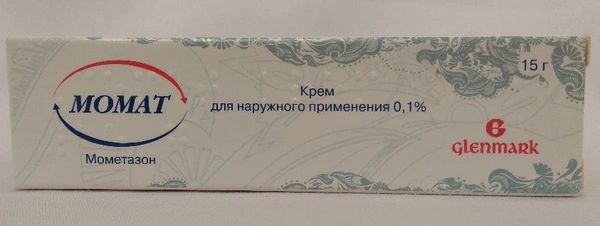 МОМАТ
Мометазон
Крем
для наружного применения 0,1%
15 г
Glenmark